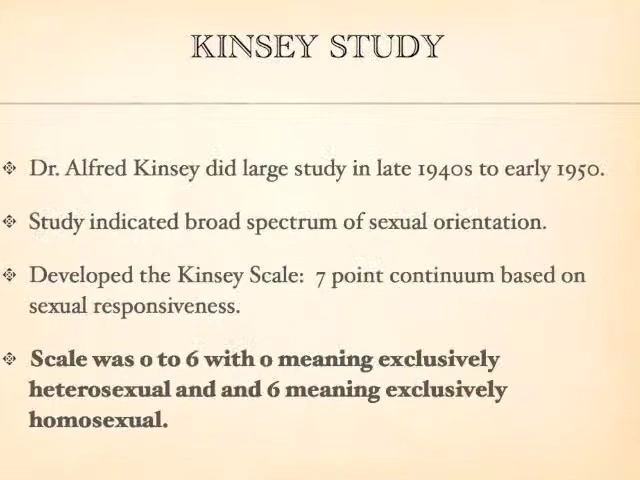 KINSEY STUDY
Dr. Alfred Kinsey did large study in late 1940s to early 1950.
Study indicated broad spectrum of sexual orientation.
Developed the Kinsey Scale: 7 point continuum based on
sexual responsiveness.
Scale was 0 to 6 with 0 meaning exclusively
heterosexual and and 6 meaning exclusively
homosexual.